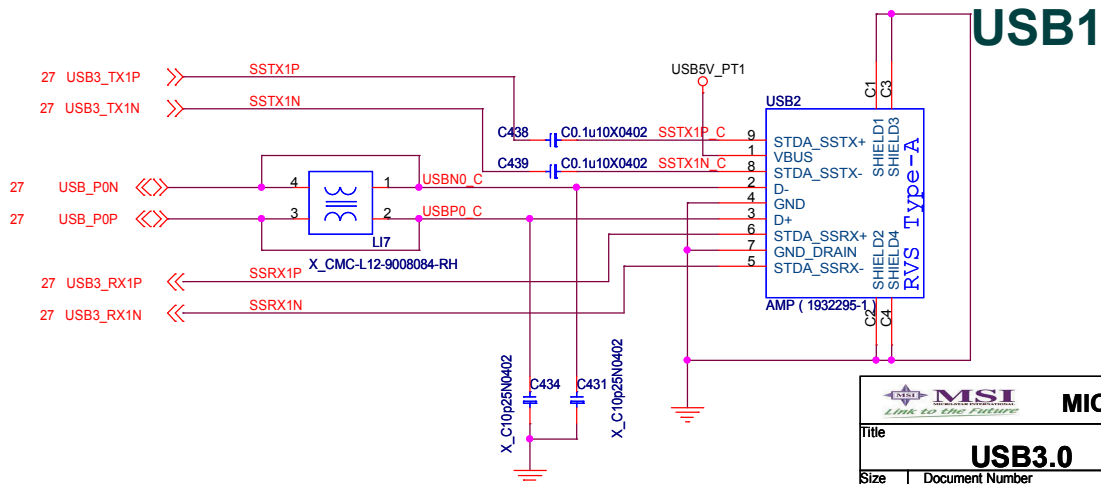 USB1
27 USB3_TX1P SSTX1P
27 USB3_TX1N SSTX1N
USB5V_PT1
USB2
C1
C3
C438 C0.1u10X0402 SSTX1P_C 9 STDA_SSTX+
1 VBUS
C439 C0.1u10X0402 SSTX1N_C 8 STDA_SSTX-
27 USB_P0N 4 1 USBN0_C 2 D-
4 GND
27 USB_P0P 3 2 USBP0_C 3 D+
6 STDA_SSRX+
7 GND_DRAIN
5 STDA_SSRX-
SHIELD1
SHIELD3
SHIELD2
SHIELD4
RVS Type-A
LI7
X_CMC-L12-9008084-RH
27 USB3_RX1P SSRX1P
27 USB3_RX1N SSRX1N
AMP ( 1932295-1 )
C2
C4
X_C10p25N0402
C434
C431
X_C10p25N0402
MSI
MSI
MICRO-STAR INTERNATIONAL
Link to the Future
MIC
Title
USB3.0
Size Document Number